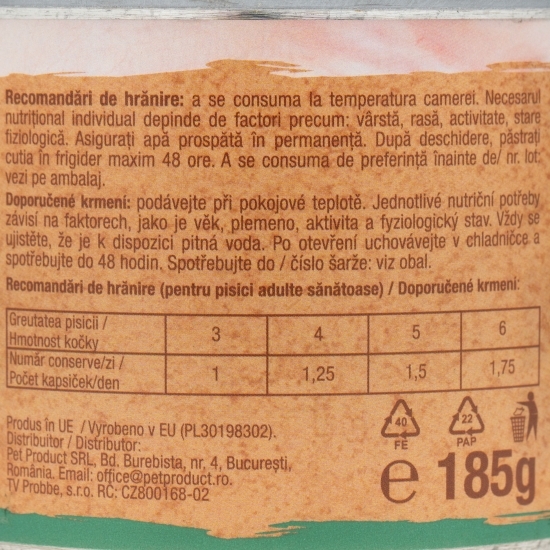 Recomandări de hrănire: a se consuma la temperatura camerei. Necesarul
nutrițional individual depinde de factori precum: vârstă, rasă, activitate, stare
fiziologică. Asigurați apă prospătă în permanență. După deschidere, păstrați
cutia în frigider maxim 48 ore. A se consuma de preferință înainte de/ nr. lot:
vezi pe ambalaj.
Doporučené krmení: podávejte při pokojové teplotě. Jednotlivé nutriční potřeby
závisí na faktorech, jako je věk, plemeno, aktivita a fyziologický stav. Vždy se
ujistěte, že je k dispozici pitná voda. Po otevření uchovávejte v chladničce a
spotřebujte do 48 hodin. Spotřebujte do / číslo šarže: viz obal.
Recomandări de hrănire (pentru pisici adulte sănătoase) / Doporučené krmení:
Greutatea pisicii /
Hmotnost kočky 3 4 5 6
Număr conserve/zi /
Počet kapsiček/den 1 1,25 1,5 1,75
Produs în UE / Vyrobeno v EU (PL30198302).
Distribuitor / Distributor:
Pet Product SRL, Bd. Burebista, nr. 4, București,
România. Email: office@petproduct.ro.
TV Probbe, s.r.o. RČ: CZ800168-02
40
FE
22
PAP
e 185g